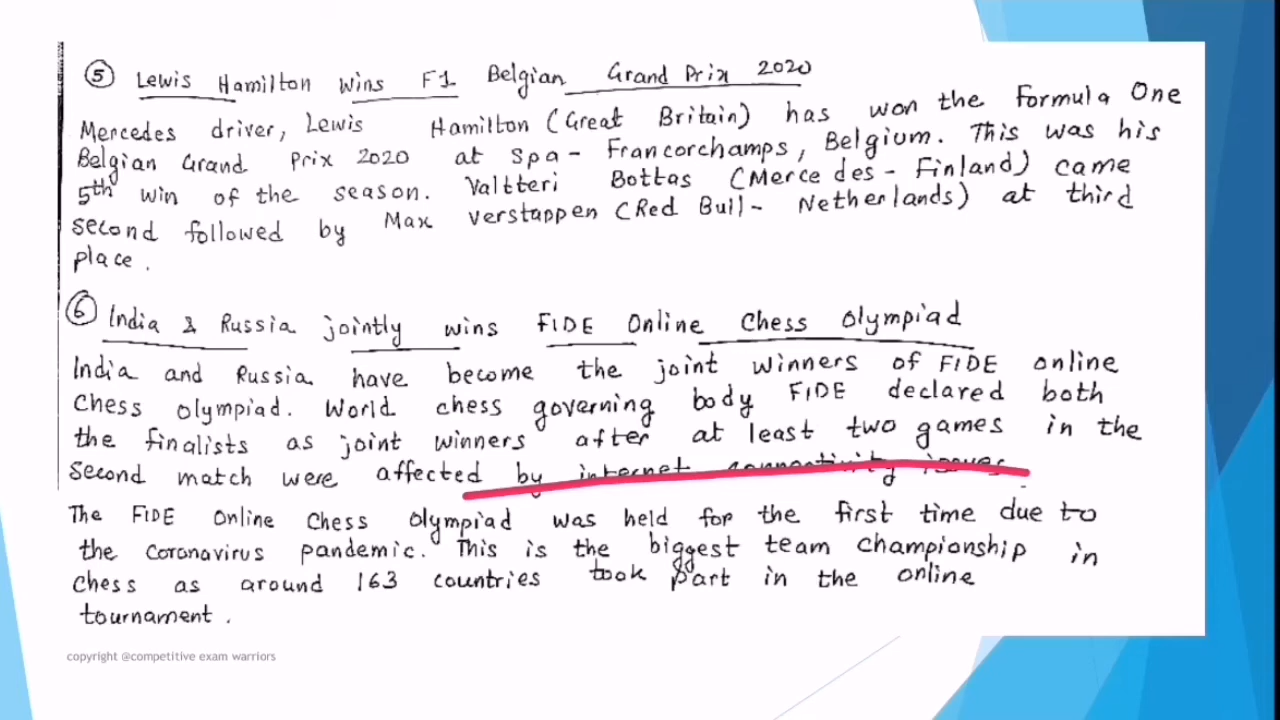 5 Lewis Hamilton wins F1 Belgian Grand Prix 2020
Mercedes driver, Lewis Hamilton (Great Britain) has won the Formula One
Belgian Grand Prix 2020 at Spa - Francorchamps, Belgium. This was his
5th win of the season. Valtteri Bottas (Mercedes - Finland) came
second followed by Max Verstappen (Red Bull - Netherlands) at third
place.
6 India & Russia jointly wins FIDE Online Chess Olympiad
India and Russia have become the joint winners of FIDE online
Chess Olympiad. World chess governing body FIDE declared both
the finalists as joint winners after at least two games in the
second match were affected by internet connectivity issues
The FIDE Online Chess Olympiad was held for the first time due to
the coronavirus pandemic. This is the biggest team championship in
chess as around 163 countries took part in the online
tournament.
copyright @competitive exam warriors